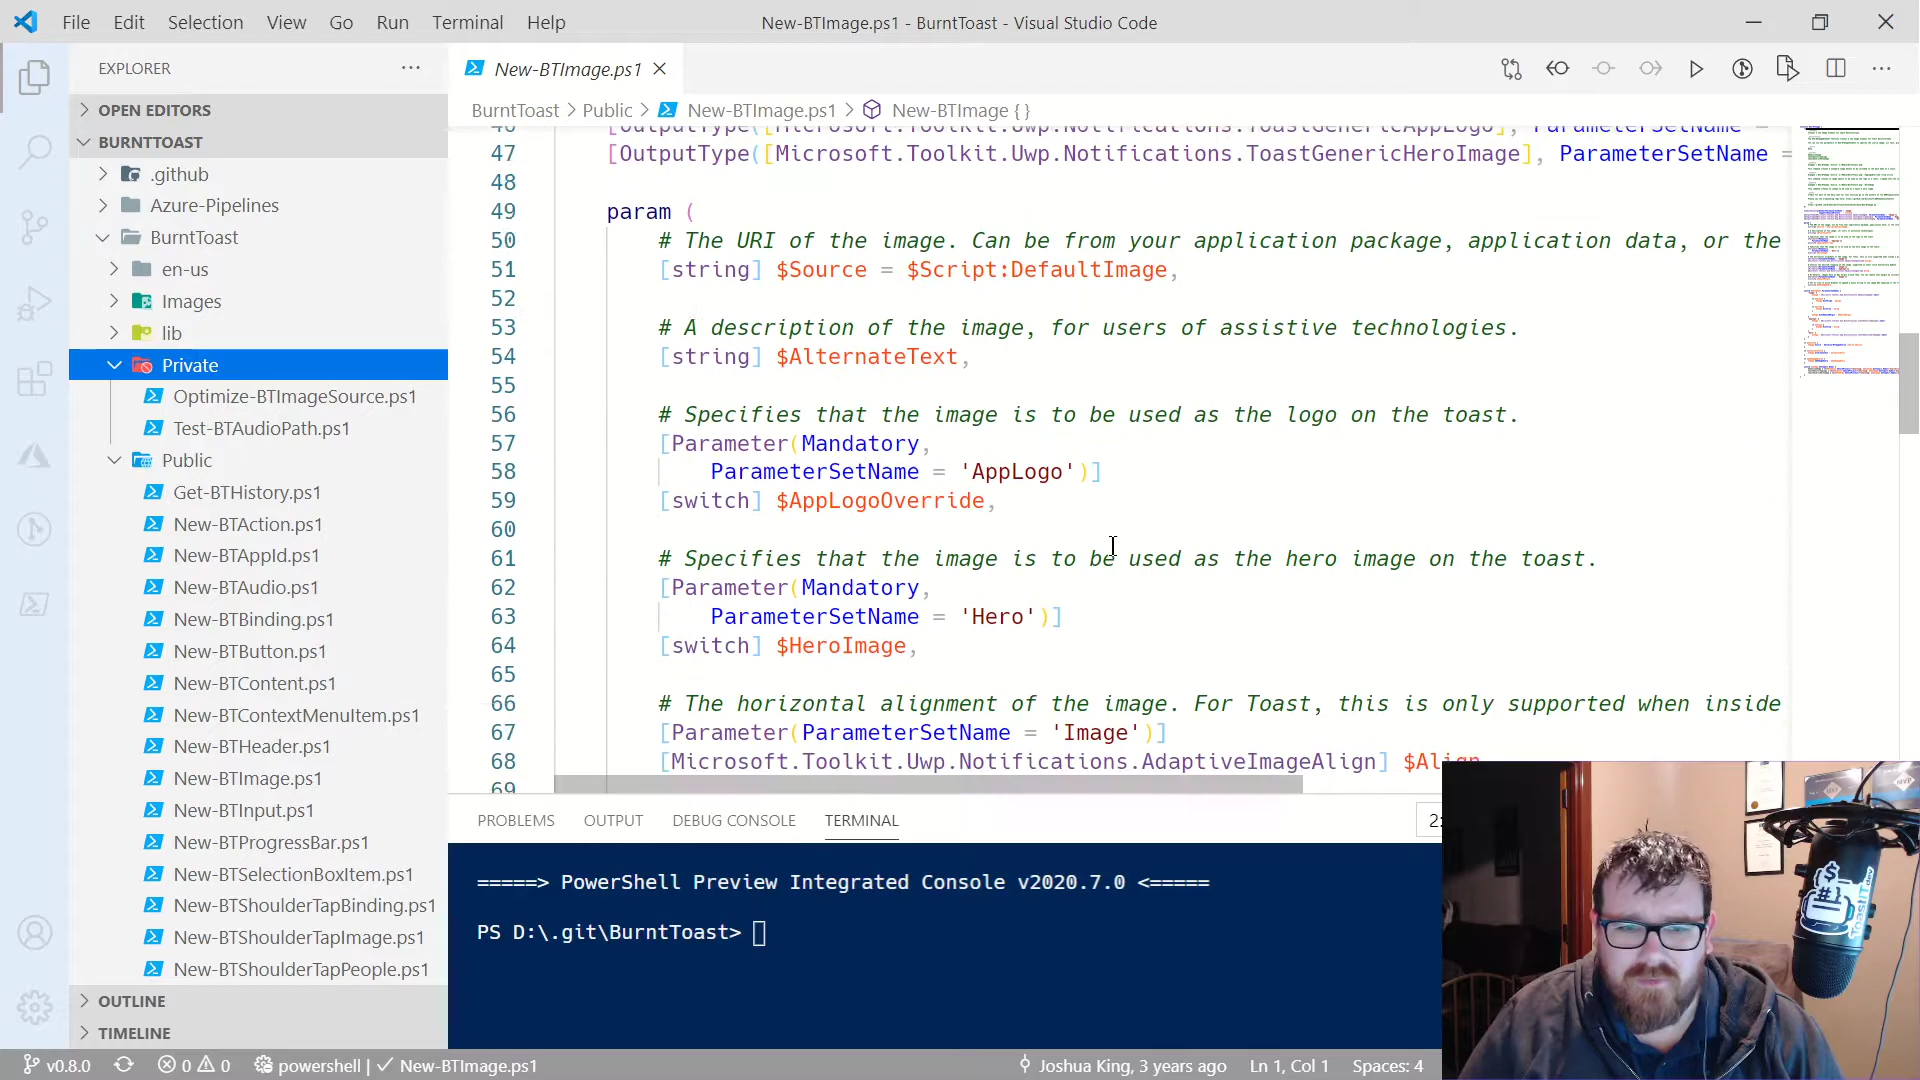 File Edit Selection View Go Run Terminal Help
New-BTImage.ps1 - BurntToast - Visual Studio Code
EXPLORER
OPEN EDITORS
BURNTTOAST
.github
Azure-Pipelines
BurntToast
en-us
Images
lib
Private
Optimize-BTImageSource.ps1
Test-BTAudioPath.ps1
Public
Get-BTHistory.ps1
New-BTAction.ps1
New-BTAppId.ps1
New-BTAudio.ps1
New-BTBinding.ps1
New-BTButton.ps1
New-BTContent.ps1
New-BTContextMenuItem.ps1
New-BTHeader.ps1
New-BTImage.ps1
New-BTInput.ps1
New-BTProgressBar.ps1
New-BTSelectionBoxItem.ps1
New-BTShoulderTapBinding.ps1
New-BTShoulderTapImage.ps1
New-BTShoulderTapPeople.ps1
OUTLINE
TIMELINE
New-BTImage.ps1
BurntToast > Public > New-BTImage.ps1 > New-BTImage { }
46 [OutputType([Microsoft.Toolkit.Uwp.Notifications.ToastGenericAppLogo], ParameterSetName =
47 [OutputType([Microsoft.Toolkit.Uwp.Notifications.ToastGenericHeroImage], ParameterSetName =
48
49 param (
50 # The URI of the image. Can be from your application package, application data, or the
51 [string] $Source = $Script:DefaultImage,
52
53 # A description of the image, for users of assistive technologies.
54 [string] $AlternateText,
55
56 # Specifies that the image is to be used as the logo on the toast.
57 [Parameter(Mandatory,
58 ParameterSetName = 'AppLogo')]
59 [switch] $AppLogoOverride,
60
61 # Specifies that the image is to be used as the hero image on the toast.
62 [Parameter(Mandatory,
63 ParameterSetName = 'Hero')]
64 [switch] $HeroImage,
65
66 # The horizontal alignment of the image. For Toast, this is only supported when inside
67 [Parameter(ParameterSetName = 'Image')]
68 [Microsoft.Toolkit.Uwp.Notifications.AdaptiveImageAlign] $Align
69
PROBLEMS OUTPUT DEBUG CONSOLE TERMINAL
2:
=====> PowerShell Preview Integrated Console v2020.7.0 <=====
PS D:\.git\BurntToast>
$
#
ToastIT.dev
v0.8.0 0 0 powershell | New-BTImage.ps1 Joshua King, 3 years ago Ln 1, Col 1 Spaces: 4